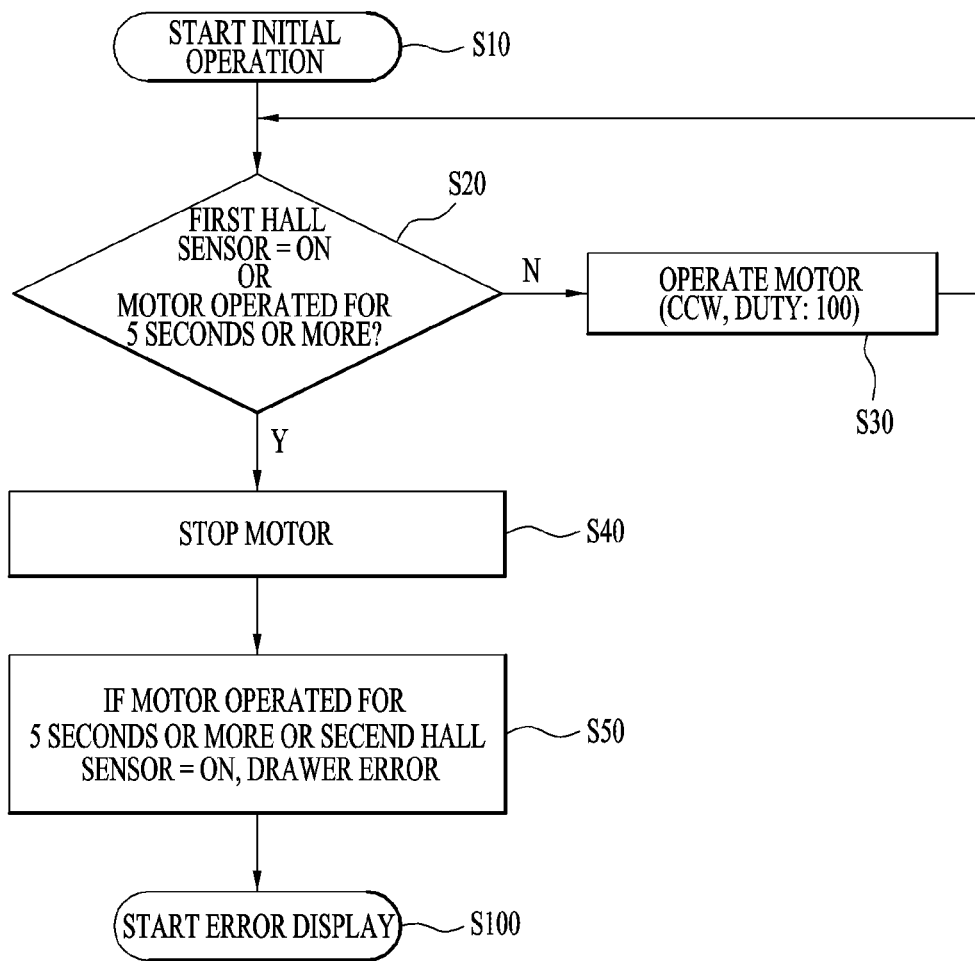 START INITIAL
OPERATION
S10
S20
FIRST HALL
SENSOR = ON
OR
MOTOR OPERATED FOR
5 SECONDS OR MORE?
N
OPERATE MOTOR
(CCW, DUTY: 100)
S30
Y
STOP MOTOR
S40
IF MOTOR OPERATED FOR
5 SECONDS OR MORE OR SECEND HALL
SENSOR = ON, DRAWER ERROR
S50
START ERROR DISPLAY
S100